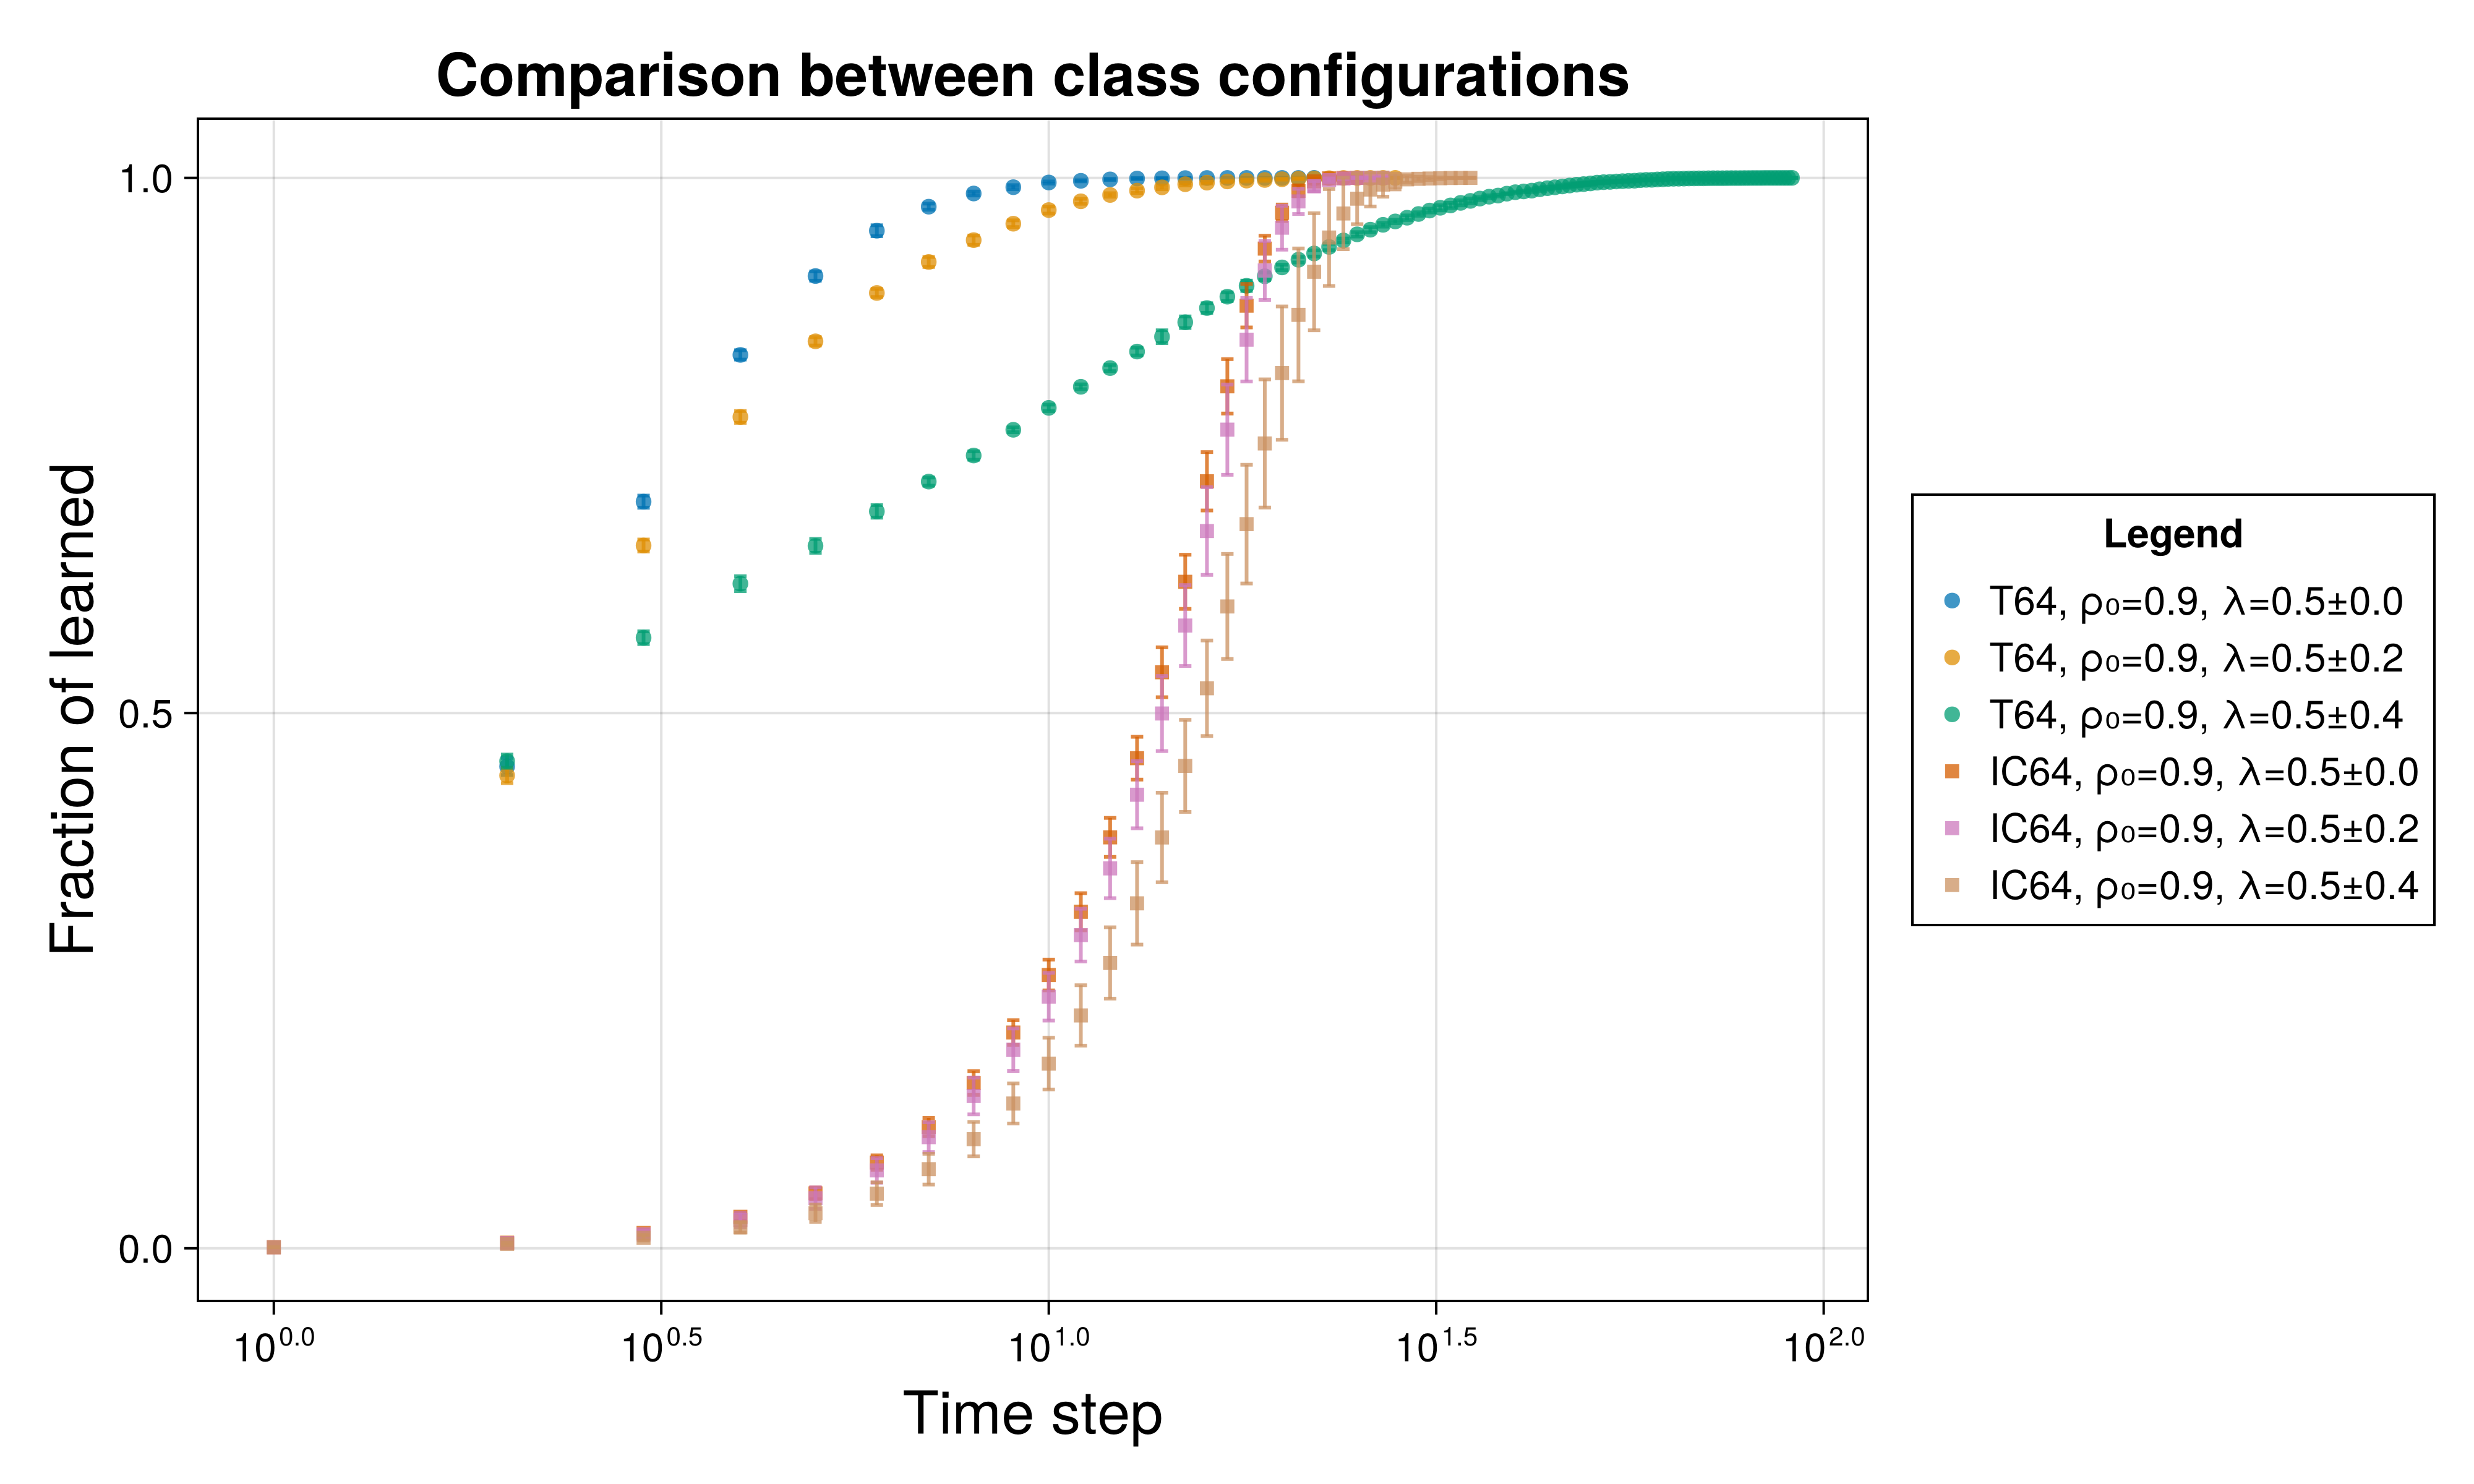 Comparison between class configurations
Fraction of learned
1.0
0.5
0.0
10^0.0
10^0.5
10^1.0
10^1.5
10^2.0
Time step
Legend
T64, ρ₀=0.9, λ=0.5±0.0
T64, ρ₀=0.9, λ=0.5±0.2
T64, ρ₀=0.9, λ=0.5±0.4
IC64, ρ₀=0.9, λ=0.5±0.0
IC64, ρ₀=0.9, λ=0.5±0.2
IC64, ρ₀=0.9, λ=0.5±0.4